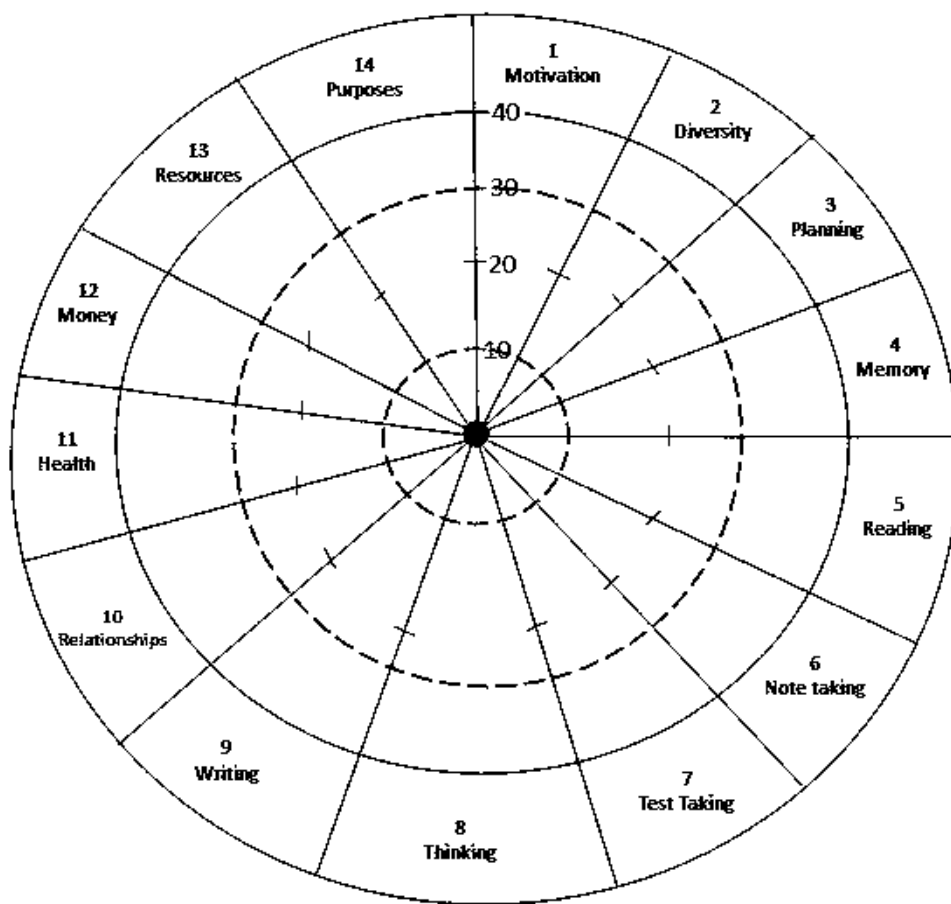 1
Motivation
2
Diversity
3
Planning
4
Memory
5
Reading
6
Note taking
7
Test Taking
8
Thinking
9
Writing
10
Relationships
11
Health
12
Money
13
Resources
14
Purposes
40
30
20
10